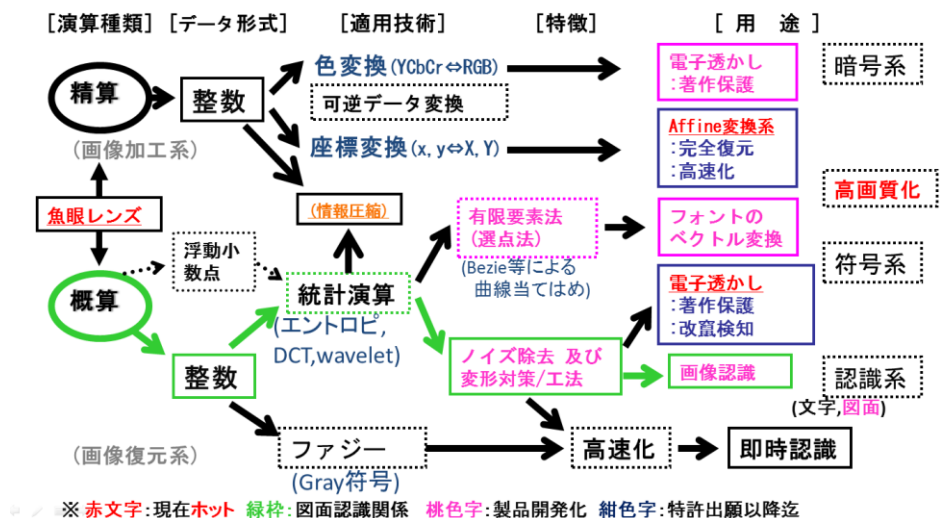 [演算種類] [データ形式] [適用技術] [特徴] [ 用 途 ]
精算
(画像加工系)
魚眼レンズ
概算
(画像復元系)
整数
浮動小
数点
整数
色変換(YCbCr⇔RGB)
可逆データ変換
座標変換(x, y⇔X, Y)
(情報圧縮)
統計演算
(エントロピ,
DCT,wavelet)
ファジー
(Gray符号)
有限要素法
(選点法)
(Bezie等による
曲線当てはめ)
ノイズ除去 及び
変形対策/工法
高速化
電子透かし
:著作保護
Affine変換系
:完全復元
:高速化
フォントの
ベクトル変換
電子透かし
:著作保護
:改竄検知
画像認識
即時認識
暗号系
高画質化
符号系
認識系
(文字,図面)
※ 赤文字:現在ホット 緑枠:図面認識関係 桃色字:製品開発化 紺色字:特許出願以降迄